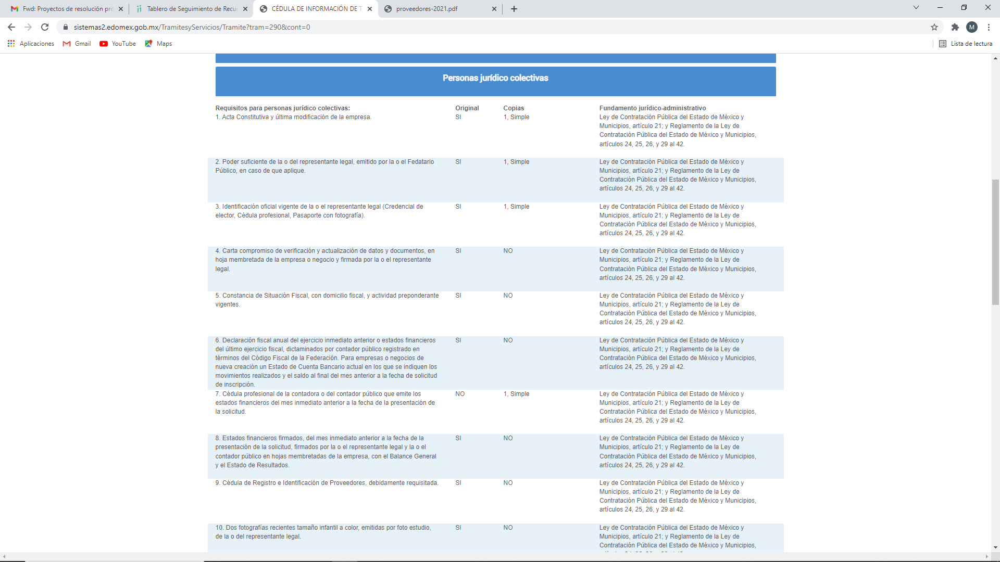 Fwd: Proyectos de resolución pro
Tablero de Seguimiento de Recur
CÉDULA DE INFORMACIÓN DE T
proveedores-2021.pdf
sistemas2.edomex.gob.mx/TramitesyServicios/Tramite?tram=290&cont=0
M
Aplicaciones
Gmail
YouTube
Maps
Lista de lectura
Personas jurídico colectivas
Requisitos para personas jurídico colectivas: Original Copias Fundamento jurídico-administrativo
1. Acta Constitutiva y última modificación de la empresa. SI 1, Simple Ley de Contratación Pública del Estado de México y
Municipios, artículo 21; y Reglamento de la Ley de
Contratación Pública del Estado de México y Municipios,
artículos 24, 25, 26, y 29 al 42.
2. Poder suficiente de la o del representante legal, emitido por la o el Fedatario SI 1, Simple Ley de Contratación Pública del Estado de México y
Público, en caso de que aplique. Municipios, artículo 21; y Reglamento de la Ley de
Contratación Pública del Estado de México y Municipios,
artículos 24, 25, 26, y 29 al 42.
3. Identificación oficial vigente de la o el representante legal (Credencial de SI 1, Simple Ley de Contratación Pública del Estado de México y
elector, Cédula profesional, Pasaporte con fotografía). Municipios, artículo 21; y Reglamento de la Ley de
Contratación Pública del Estado de México y Municipios,
artículos 24, 25, 26, y 29 al 42.
4. Carta compromiso de verificación y actualización de datos y documentos, en SI NO Ley de Contratación Pública del Estado de México y
hoja membretada de la empresa o negocio y firmada por la o el representante Municipios, artículo 21; y Reglamento de la Ley de
legal. Contratación Pública del Estado de México y Municipios,
artículos 24, 25, 26, y 29 al 42.
5. Constancia de Situación Fiscal, con domicilio fiscal, y actividad preponderante SI NO Ley de Contratación Pública del Estado de México y
vigentes. Municipios, artículo 21; y Reglamento de la Ley de
Contratación Pública del Estado de México y Municipios,
artículos 24, 25, 26, y 29 al 42.
6. Declaración fiscal anual del ejercicio inmediato anterior o estados financieros SI NO Ley de Contratación Pública del Estado de México y
del último ejercicio fiscal, dictaminados por contador público registrado en Municipios, artículo 21; y Reglamento de la Ley de
términos del Código Fiscal de la Federación. Para empresas o negocios de Contratación Pública del Estado de México y Municipios,
nueva creación un Estado de Cuenta Bancario actual en los que se indiquen los artículos 24, 25, 26, y 29 al 42.
movimientos realizados y el saldo al final del mes anterior a la fecha de solicitud
de inscripción.
7. Cédula profesional de la contadora o del contador público que emite los NO 1, Simple Ley de Contratación Pública del Estado de México y
estados financieros del mes inmediato anterior a la fecha de la presentación de Municipios, artículo 21; y Reglamento de la Ley de
la solicitud. Contratación Pública del Estado de México y Municipios,
artículos 24, 25, 26, y 29 al 42.
8. Estados financieros firmados, del mes inmediato anterior a la fecha de la SI NO Ley de Contratación Pública del Estado de México y
presentación de la solicitud, firmados por la o el representante legal y la o el Municipios, artículo 21; y Reglamento de la Ley de
contador público en hojas membretadas de la empresa, con el Balance General Contratación Pública del Estado de México y Municipios,
y el Estado de Resultados. artículos 24, 25, 26, y 29 al 42.
9. Cédula de Registro e Identificación de Proveedores, debidamente requisitada. SI NO Ley de Contratación Pública del Estado de México y
Municipios, artículo 21; y Reglamento de la Ley de
Contratación Pública del Estado de México y Municipios,
artículos 24, 25, 26, y 29 al 42.
10. Dos fotografías recientes tamaño infantil a color, emitidas por foto estudio, SI NO Ley de Contratación Pública del Estado de México y
de la o del representante legal. Municipios, artículo 21; y Reglamento de la Ley de
Contratación Pública del Estado de México y Municipios,